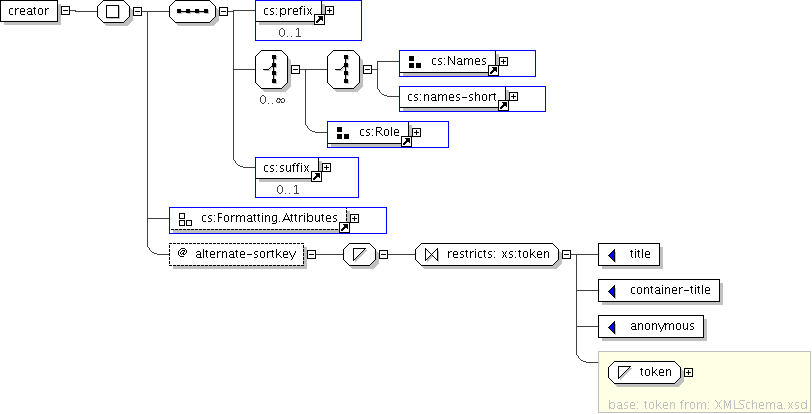 creator
cs:prefix
0..1
cs:Names
0..∞
cs:names-short
cs:Role
cs:suffix
0..1
cs:Formatting.Attributes
@ alternate-sortkey
restricts: xs:token
title
container-title
anonymous
token
base: token from: XMLSchema.xsd